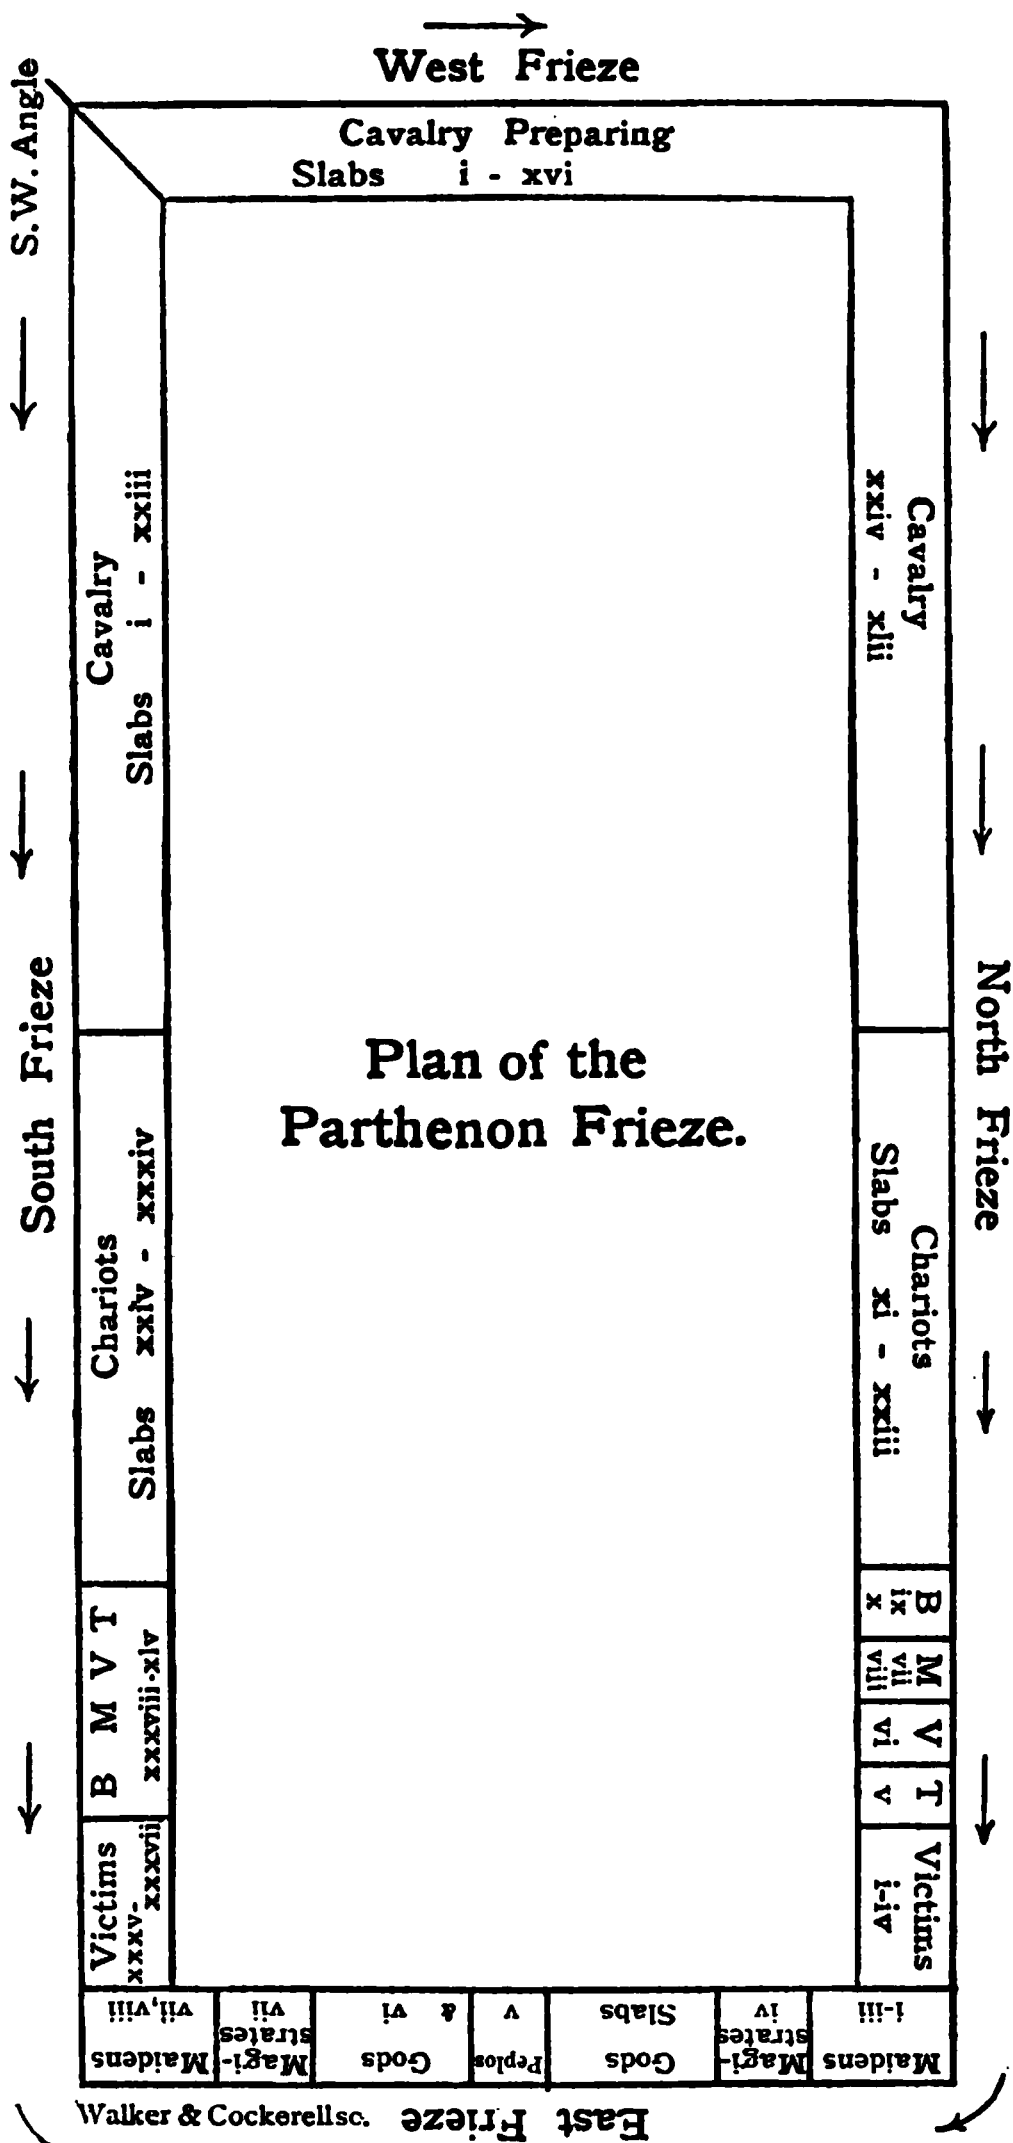 West Frieze
S.W. Angle
Cavalry Preparing
Slabs i - xvi
South Frieze
Cavalry
Slabs i - xxiii
Chariots
Slabs xxiv - xxxiv
B M V T
xxxviii-xlv
Victims
xxxv-
xxxvii
Plan of the
Parthenon Frieze.
North Frieze
Cavalry
xxiv - xlii
Chariots
Slabs xi - xxiii
B
ix
x
M
vii
viii
V
vi
T
v
Victims
i-iv
East Frieze
Maidens
i-iii
Magi-
strates
iv
Gods
Slabs
Peplos
v
Gods
& vi
Magi-
strates
vii
Maidens
vii, viii
Walker & Cockerell sc.